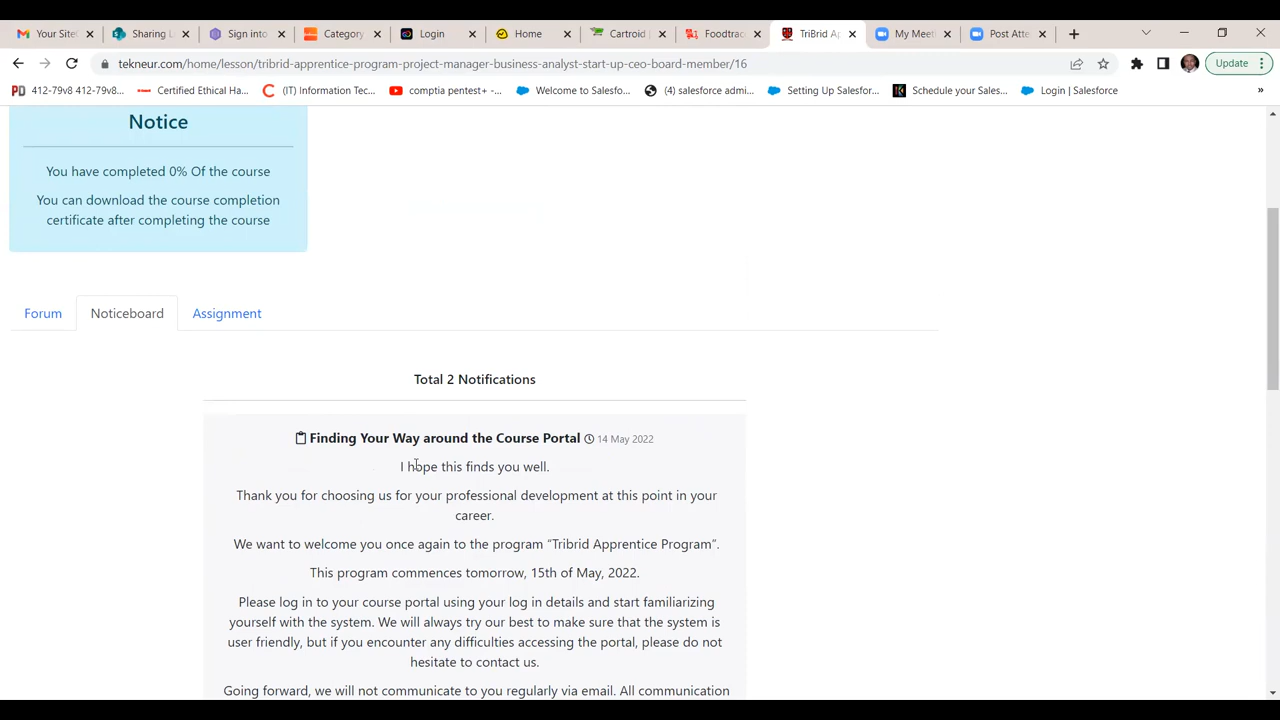 Your Site
Sharing L
Sign into
Category
Login
Home
Cartroid
Foodtrac
TriBrid Ap
My Meet
Post Atte
tekneur.com/home/lesson/tribrid-apprentice-program-project-manager-business-analyst-start-up-ceo-board-member/16
Update
412-79v8 412-79v8...
Certified Ethical Ha...
(IT) Information Tec...
comptia pentest+ -...
Welcome to Salesfo...
(4) salesforce admi...
Setting Up Salesfor...
Schedule your Sales...
Login | Salesforce
»
Notice
You have completed 0% Of the course
You can download the course completion
certificate after completing the course
Forum
Noticeboard
Assignment
Total 2 Notifications
Finding Your Way around the Course Portal 14 May 2022
I hope this finds you well.
Thank you for choosing us for your professional development at this point in your
career.
We want to welcome you once again to the program “Tribrid Apprentice Program”.
This program commences tomorrow, 15th of May, 2022.
Please log in to your course portal using your log in details and start familiarizing
yourself with the system. We will always try our best to make sure that the system is
user friendly, but if you encounter any difficulties accessing the portal, please do not
hesitate to contact us.
Going forward, we will not communicate to you regularly via email. All communication